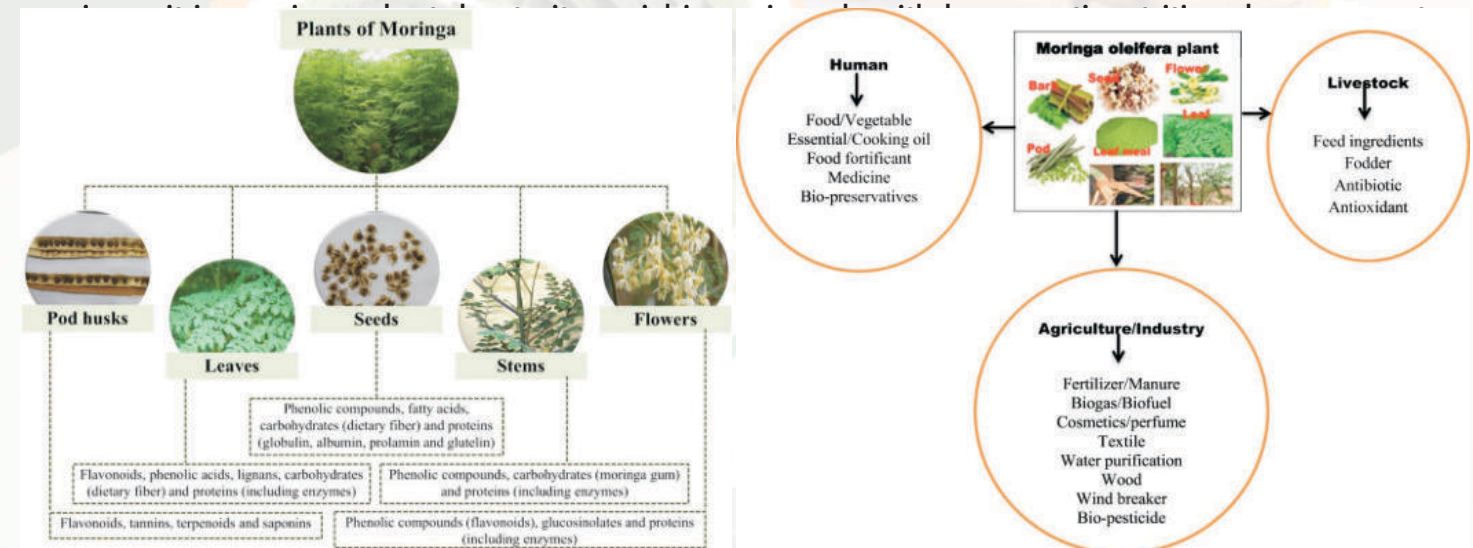 Plants of Moringa
Pod husks
Leaves
Seeds
Stems
Flowers
Phenolic compounds, fatty acids,
carbohydrates (dietary fiber) and proteins
(globulin, albumin, prolamin and glutelin)
Flavonoids, phenolic acids, lignans, carbohydrates
(dietary fiber) and proteins (including enzymes)
Phenolic compounds, carbohydrates (moringa gum)
and proteins (including enzymes)
Flavonoids, tannins, terpenoids and saponins
Phenolic compounds (flavonoids), glucosinolates and proteins
(including enzymes)
Human
Food/Vegetable
Essential/Cooking oil
Food fortificant
Medicine
Bio-preservatives
Moringa oleifera plant
Bark
Seed
Flower
Pod
Leaf meal
Leaf
Livestock
Feed ingredients
Fodder
Antibiotic
Antioxidant
Agriculture/Industry
Fertilizer/Manure
Biogas/Biofuel
Cosmetics/perfume
Textile
Water purification
Wood
Wind breaker
Bio-pesticide